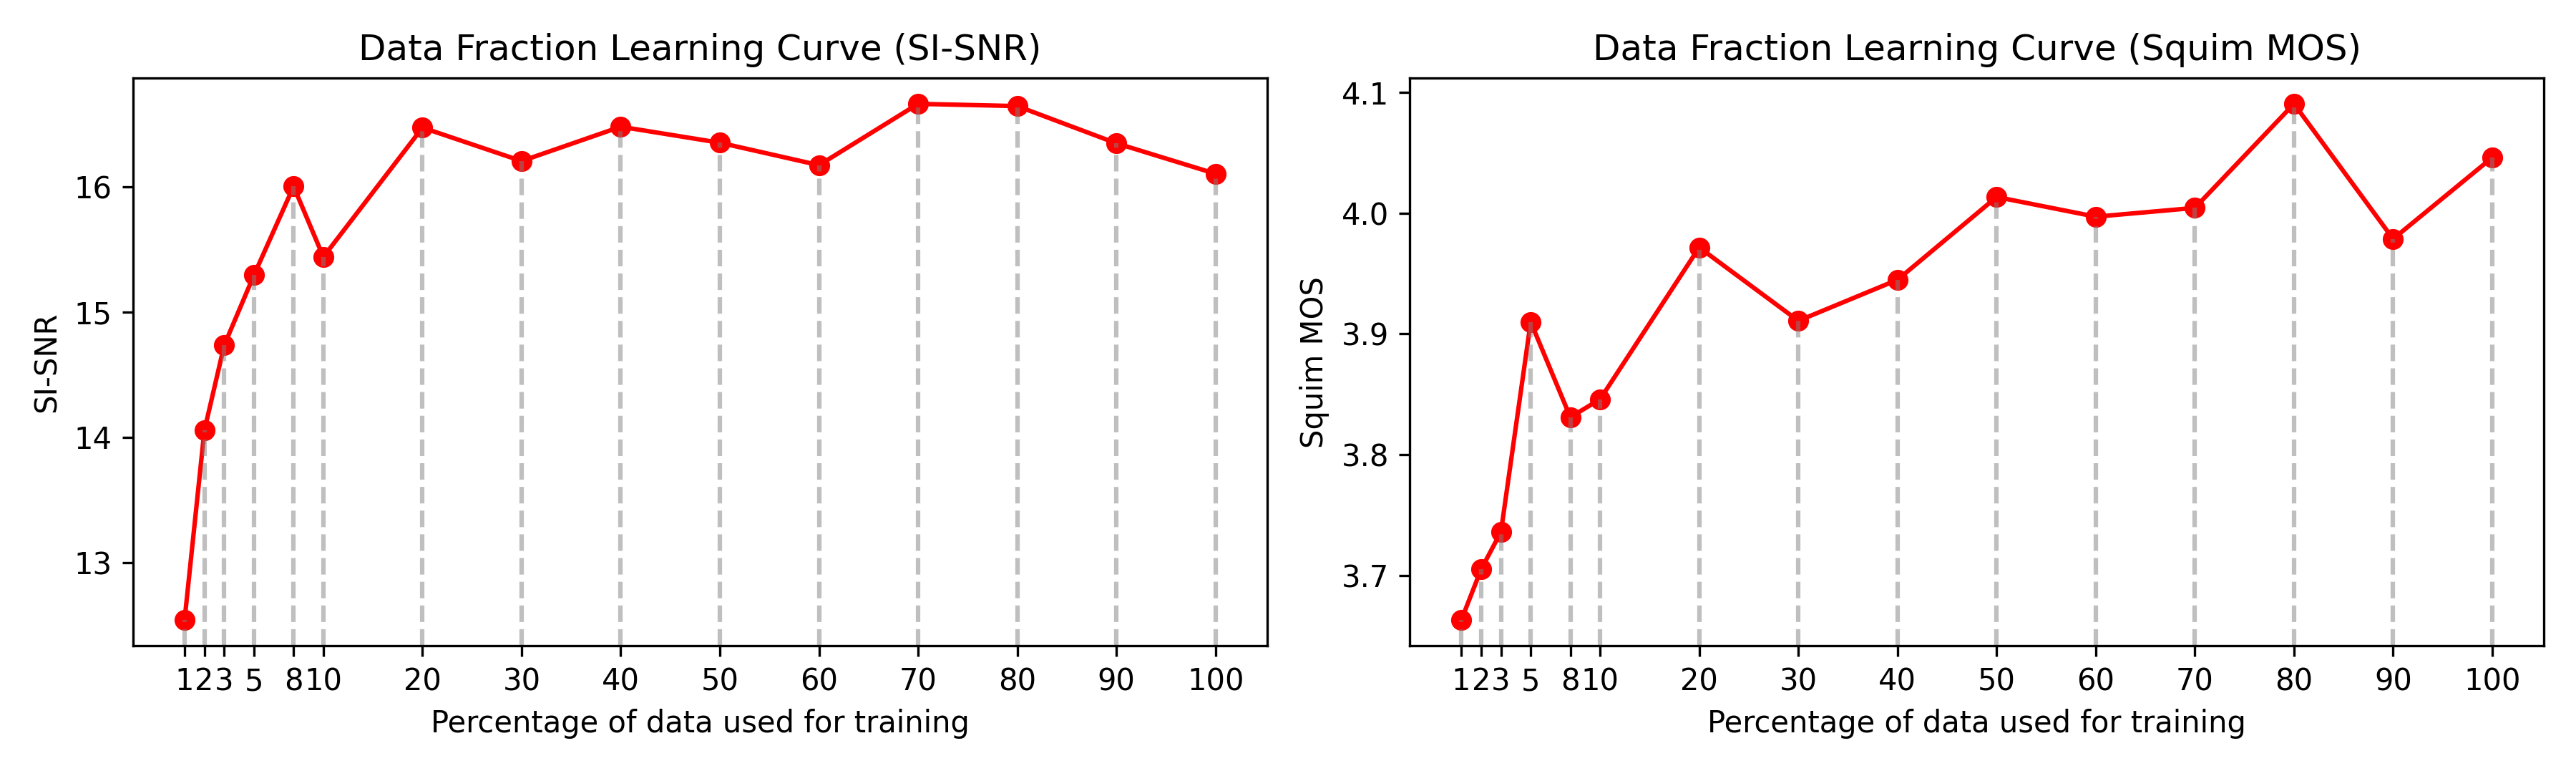 Data Fraction Learning Curve (SI-SNR)
SI-SNR
16
15
14
13
1 2 3 5 8 10 20 30 40 50 60 70 80 90 100
Percentage of data used for training
Data Fraction Learning Curve (Squim MOS)
Squim MOS
4.1
4.0
3.9
3.8
3.7
1 2 3 5 8 10 20 30 40 50 60 70 80 90 100
Percentage of data used for training